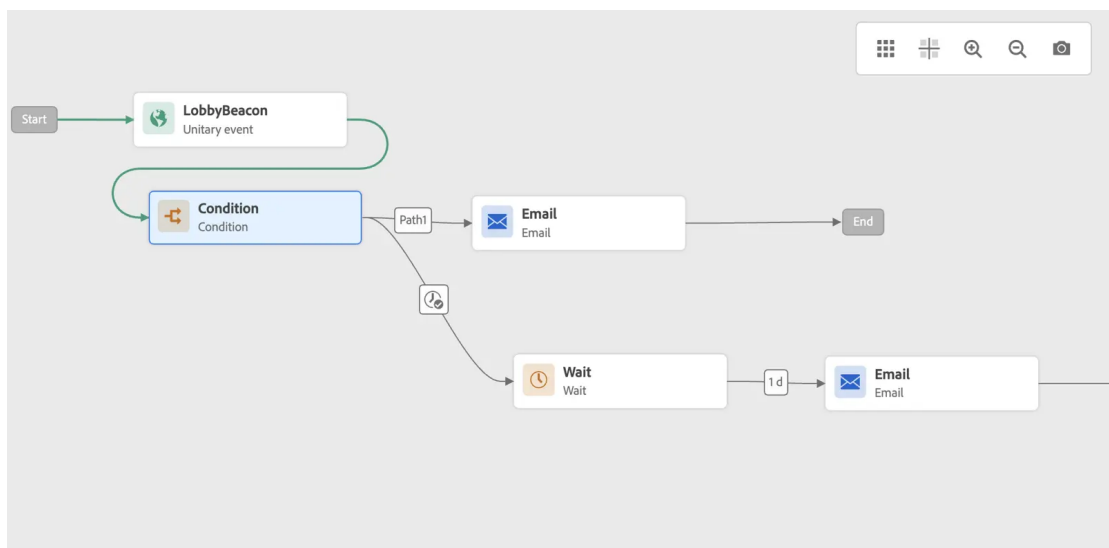 Start
LobbyBeacon
Unitary event
Condition
Condition
Path1
Email
Email
End
Wait
Wait
1 d
Email
Email